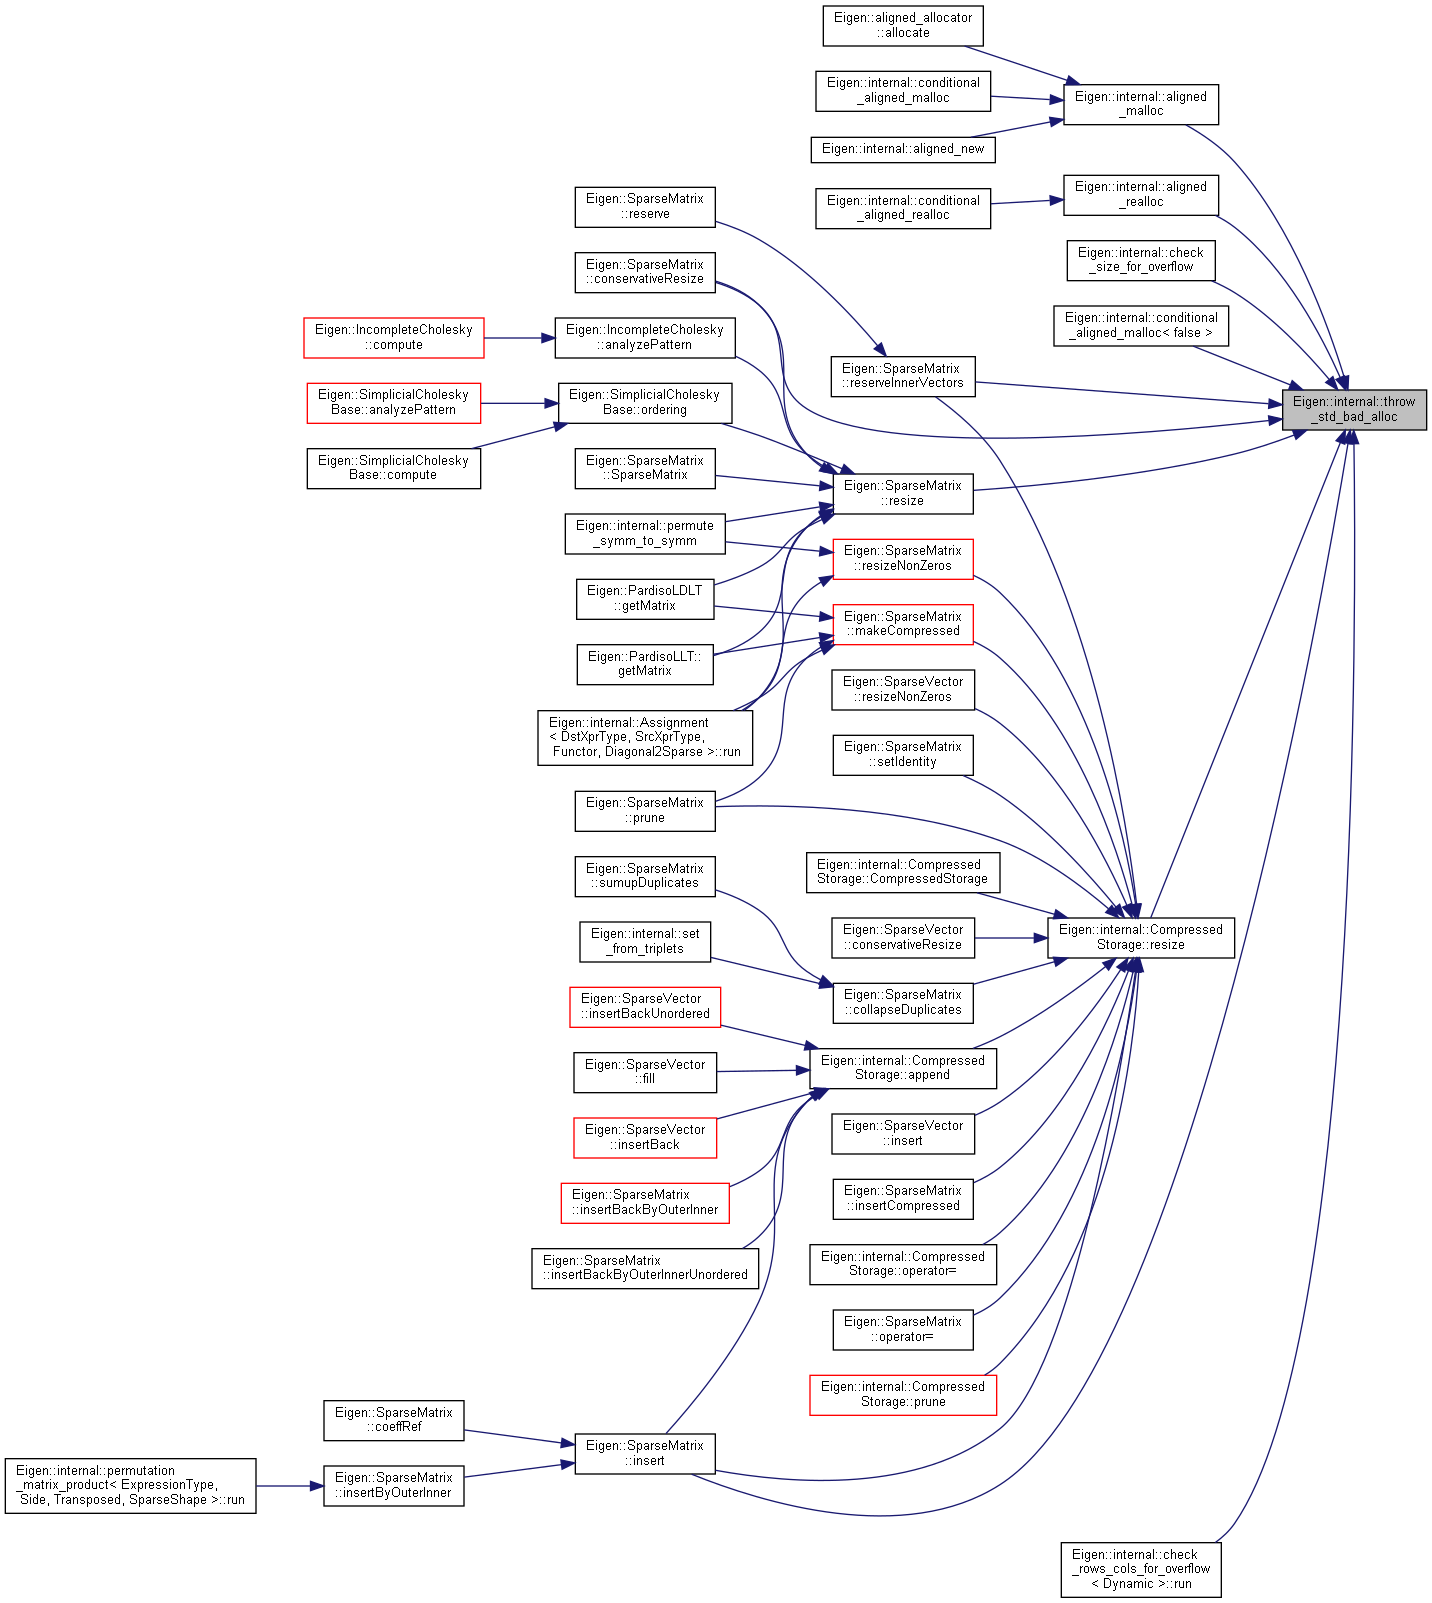 Eigen::aligned_allocator
::allocate
Eigen::internal::conditional
_aligned_malloc
Eigen::internal::aligned
_malloc
Eigen::internal::aligned_new
Eigen::internal::aligned
_realloc
Eigen::internal::conditional
_aligned_realloc
Eigen::SparseMatrix
::reserve
Eigen::internal::check
_size_for_overflow
Eigen::SparseMatrix
::conservativeResize
Eigen::internal::conditional
_aligned_malloc< false >
Eigen::IncompleteCholesky
::compute
Eigen::IncompleteCholesky
::analyzePattern
Eigen::SparseMatrix
::reserveInnerVectors
Eigen::internal::throw
_std_bad_alloc
Eigen::SimplicialCholesky
Base::analyzePattern
Eigen::SimplicialCholesky
Base::ordering
Eigen::SimplicialCholesky
Base::compute
Eigen::SparseMatrix
::SparseMatrix
Eigen::SparseMatrix
::resize
Eigen::internal::permute
_symm_to_symm
Eigen::SparseMatrix
::resizeNonZeros
Eigen::PardisoLDLT
::getMatrix
Eigen::SparseMatrix
::makeCompressed
Eigen::PardisoLLT::
getMatrix
Eigen::SparseVector
::resizeNonZeros
Eigen::internal::Assignment
< DstXprType, SrcXprType,
Functor, Diagonal2Sparse >::run
Eigen::SparseMatrix
::setIdentity
Eigen::SparseMatrix
::prune
Eigen::internal::Compressed
Storage::CompressedStorage
Eigen::SparseMatrix
::sumupDuplicates
Eigen::SparseVector
::conservativeResize
Eigen::internal::Compressed
Storage::resize
Eigen::internal::set
_from_triplets
Eigen::SparseMatrix
::collapseDuplicates
Eigen::SparseVector
::insertBackUnordered
Eigen::internal::Compressed
Storage::append
Eigen::SparseVector
::fill
Eigen::SparseVector
::insertBack
Eigen::SparseVector
::insert
Eigen::SparseMatrix
::insertBackByOuterInner
Eigen::SparseMatrix
::insertCompressed
Eigen::SparseMatrix
::insertBackByOuterInnerUnordered
Eigen::internal::Compressed
Storage::operator=
Eigen::SparseMatrix
::operator=
Eigen::internal::Compressed
Storage::prune
Eigen::SparseMatrix
::coeffRef
Eigen::SparseMatrix
::insert
Eigen::internal::permutation
_matrix_product< ExpressionType,
Side, Transposed, SparseShape >::run
Eigen::SparseMatrix
::insertByOuterInner
Eigen::internal::check
_rows_cols_for_overflow
< Dynamic >::run